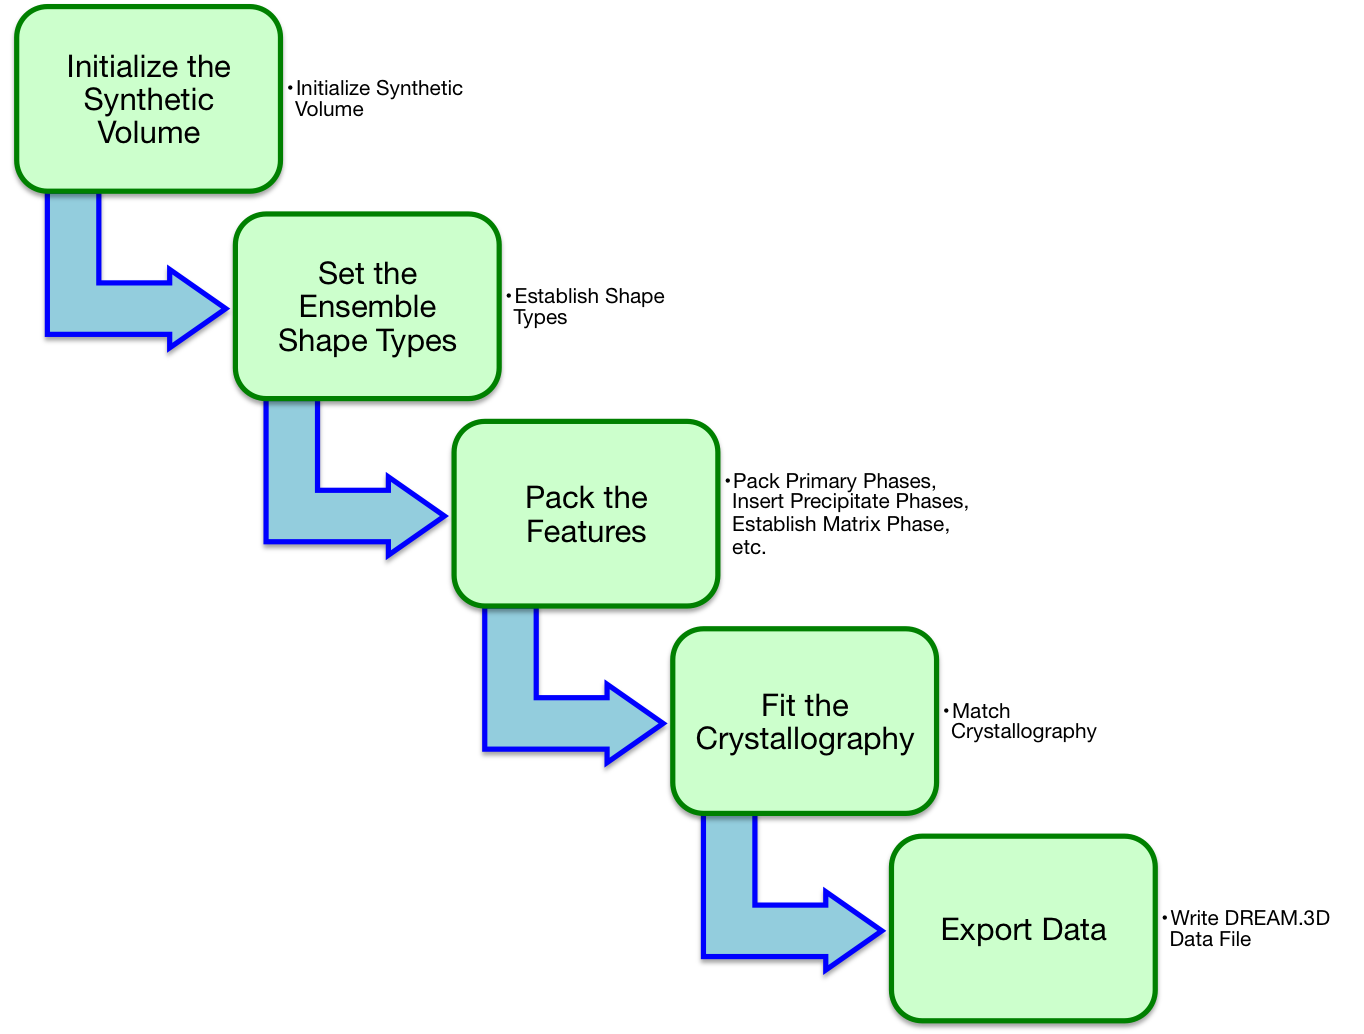 Initialize the
Synthetic
Volume
•Initialize Synthetic
Volume
Set the
Ensemble
Shape Types
•Establish Shape
Types
Pack the
Features
•Pack Primary Phases,
Insert Precipitate Phases,
Establish Matrix Phase,
etc.
Fit the
Crystallography
•Match
Crystallography
Export Data
•Write DREAM.3D
Data File